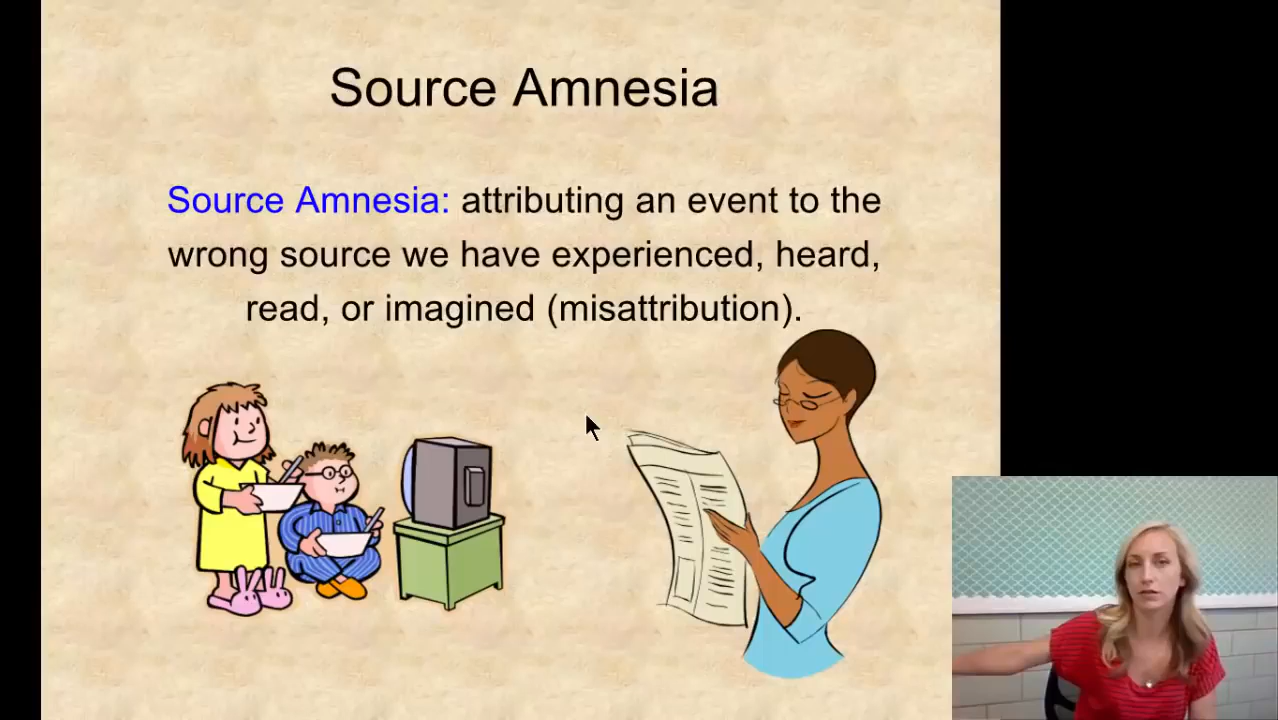 Source Amnesia
Source Amnesia: attributing an event to the
wrong source we have experienced, heard,
read, or imagined (misattribution).